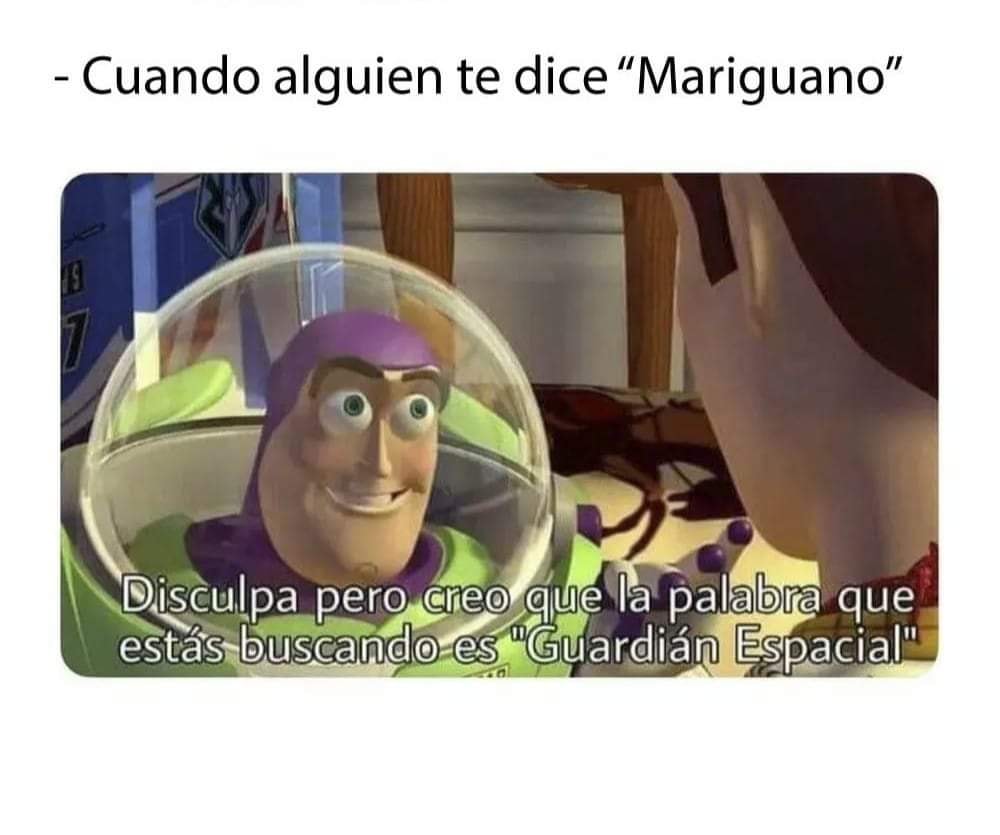 - Cuando alguien te dice “Mariguano”
Disculpa pero creo que la palabra que
estás buscando es "Guardián Espacial"